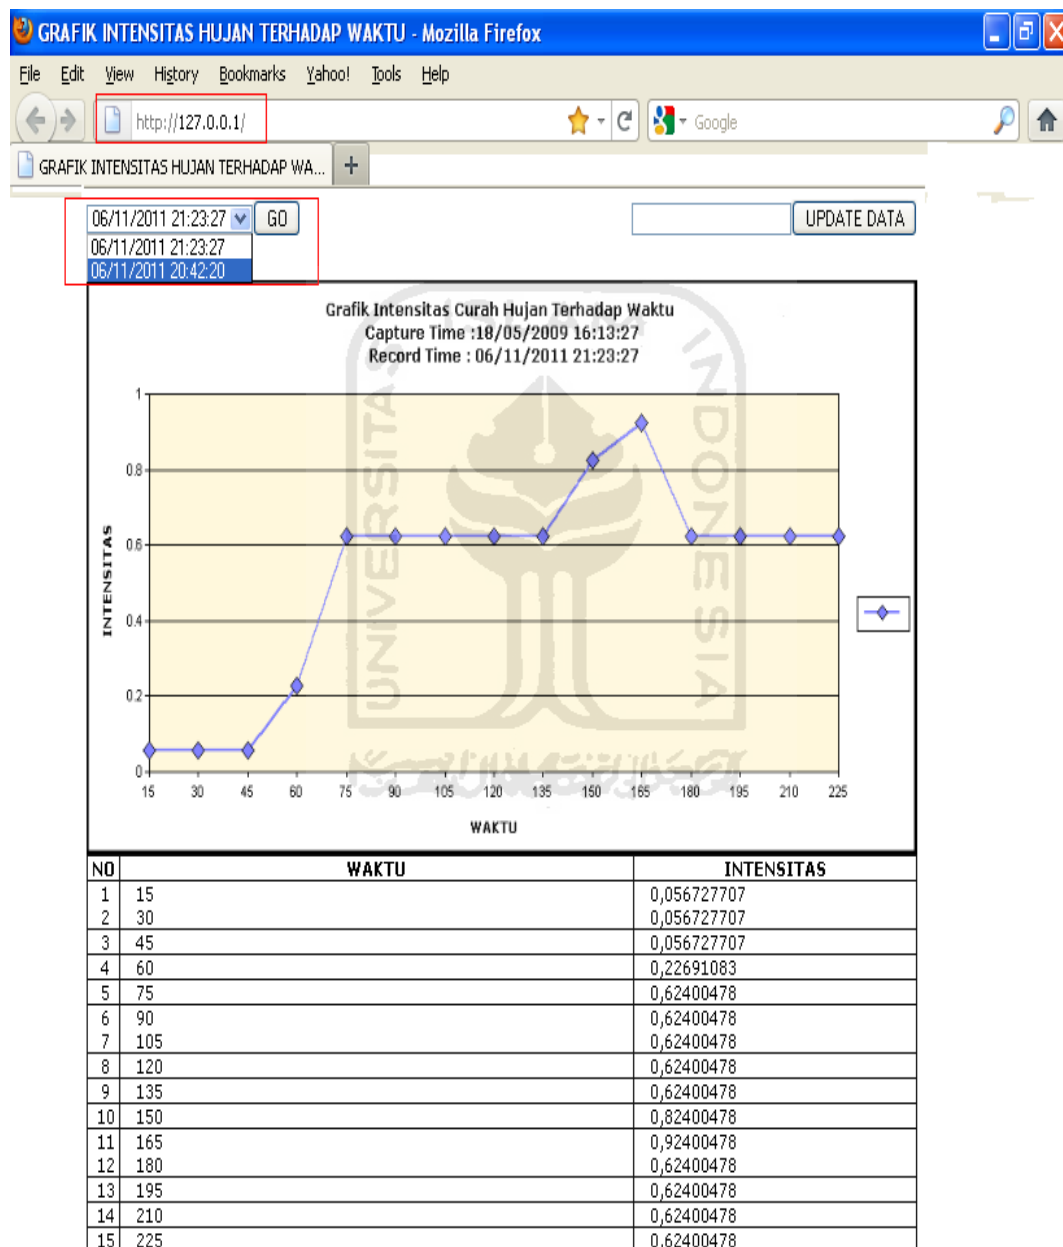 GRAFIK INTENSITAS HUJAN TERHADAP WAKTU - Mozilla Firefox
File Edit View History Bookmarks Yahoo! Tools Help
http://127.0.0.1/
Google
GRAFIK INTENSITAS HUJAN TERHADAP WA...
06/11/2011 21:23:27 GO UPDATE DATA
06/11/2011 21:23:27
06/11/2011 20:42:20
Grafik Intensitas Curah Hujan Terhadap Waktu
Capture Time :18/05/2009 16:13:27
Record Time : 06/11/2011 21:23:27
UNIVERSITAS ISLAM INDONESIA
INTENSITAS
1
0.8
0.6
0.4
0.2
0
15 30 45 60 75 90 105 120 135 150 165 180 195 210 225
WAKTU
NO WAKTU INTENSITAS
1 15 0,056727707
2 30 0,056727707
3 45 0,056727707
4 60 0,22691083
5 75 0,62400478
6 90 0,62400478
7 105 0,62400478
8 120 0,62400478
9 135 0,62400478
10 150 0,82400478
11 165 0,92400478
12 180 0,62400478
13 195 0,62400478
14 210 0,62400478
15 225 0,62400478